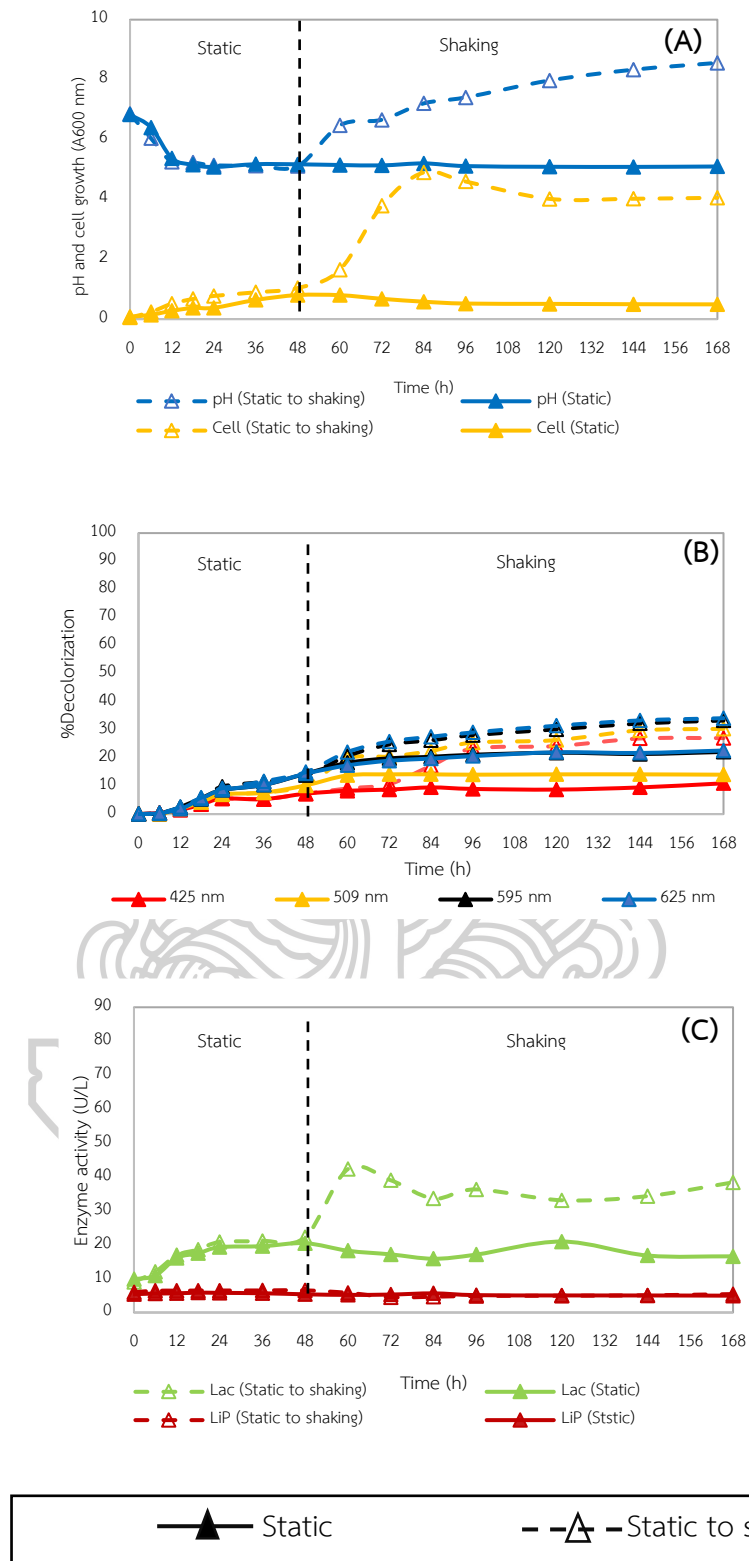 (A)
Static Shaking
pH and cell growth (A600 nm)
10
8
6
4
2
0
0 12 24 36 48 60 72 84 96 108 120 132 144 156 168
Time (h)
pH (Static to shaking) pH (Static)
Cell (Static to shaking) Cell (Static)
(B)
Static Shaking
%Decolorization
100
90
80
70
60
50
40
30
20
10
0
0 12 24 36 48 60 72 84 96 108 120 132 144 156 168
Time (h)
425 nm 509 nm 595 nm 625 nm
(C)
Static Shaking
Enzyme activity (U/L)
90
80
70
60
50
40
30
20
10
0
0 12 24 36 48 60 72 84 96 108 120 132 144 156 168
Time (h)
Lac (Static to shaking) Lac (Static)
LiP (Static to shaking) LiP (Ststic)
Static Static to s